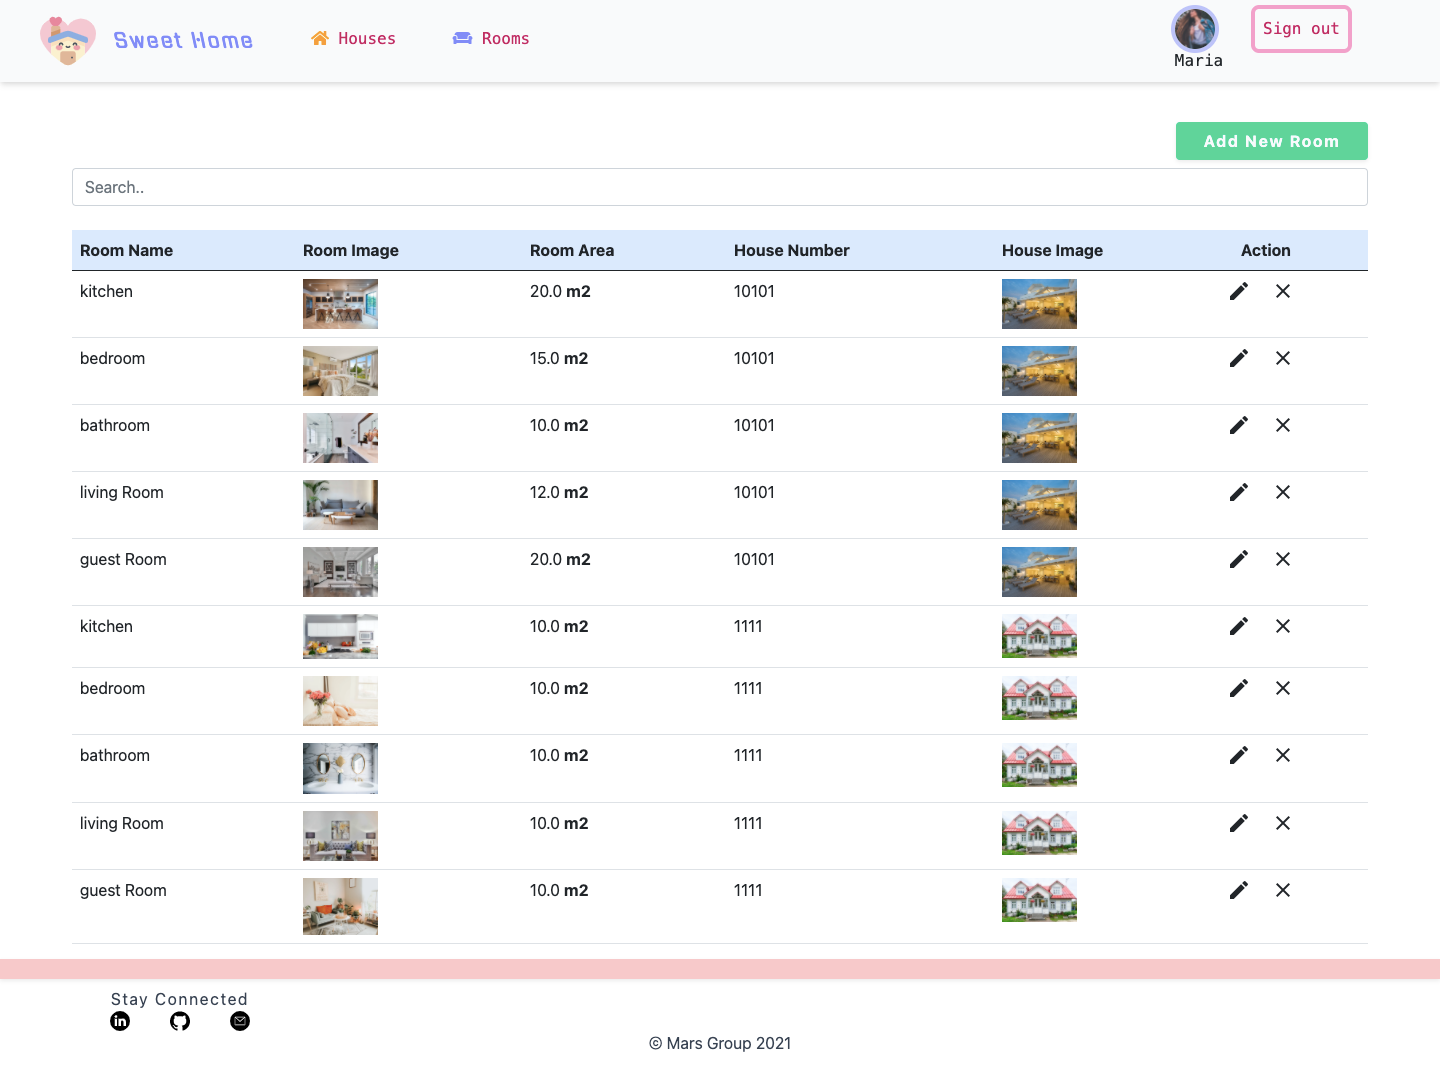 Sweet Home
Houses
Rooms
Maria
Sign out
Add New Room
Search..
Room Name Room Image Room Area House Number House Image Action
kitchen 20.0 m2 10101
bedroom 15.0 m2 10101
bathroom 10.0 m2 10101
living Room 12.0 m2 10101
guest Room 20.0 m2 10101
kitchen 10.0 m2 1111
bedroom 10.0 m2 1111
bathroom 10.0 m2 1111
living Room 10.0 m2 1111
guest Room 10.0 m2 1111
Stay Connected
in
© Mars Group 2021